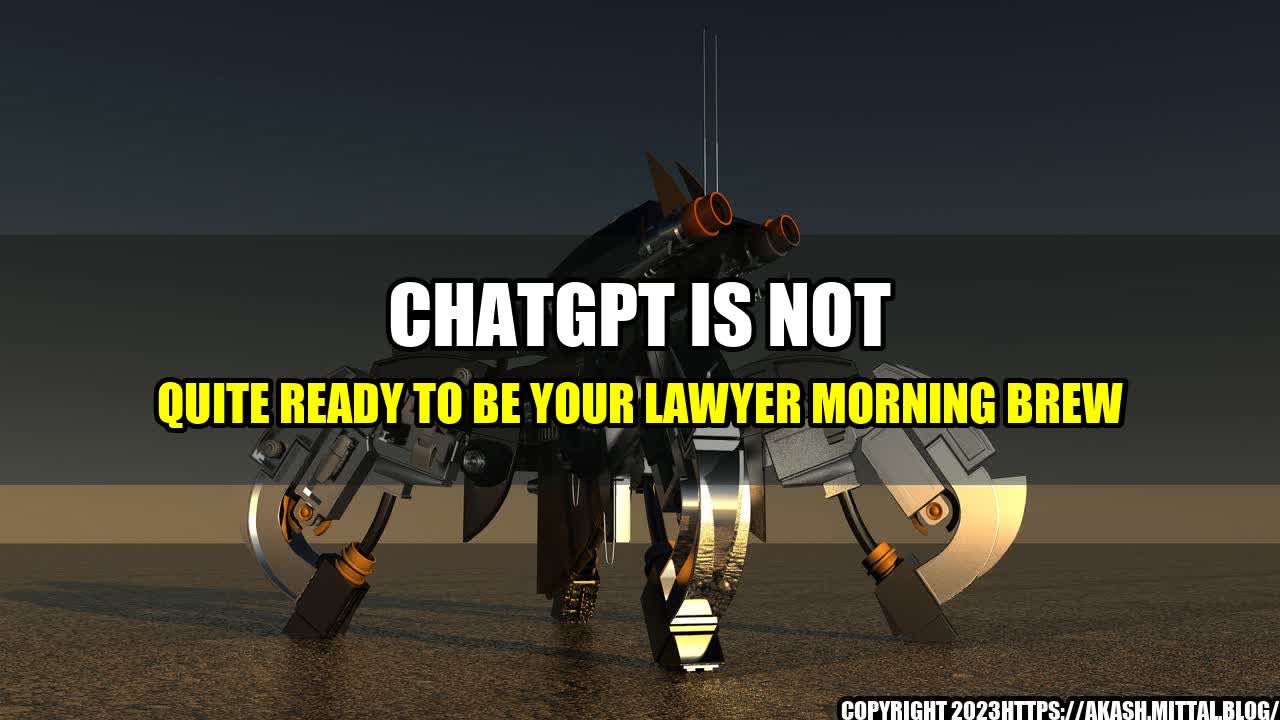 CHATGPT IS NOT
QUITE READY TO BE YOUR LAWYER MORNING BREW
COPYRIGHT 2023HTTPS://AKASH.MITTAL.BLOG/